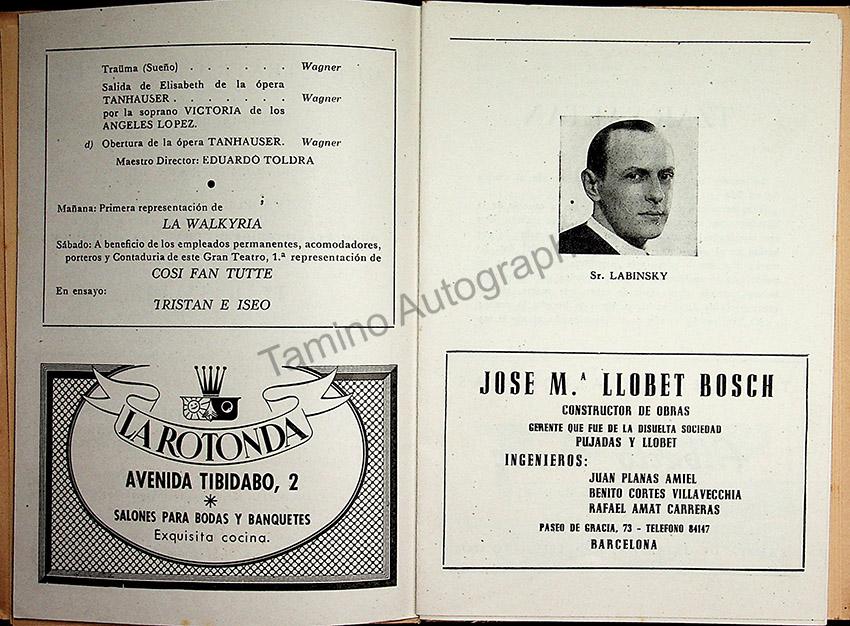 Traüma (Sueño) . . . . . . Wagner
Salida de Elisabeth de la ópera
TANHAUSER . . . . . . . Wagner
por la soprano VICTORIA de los
ANGELES LOPEZ.
d) Obertura de la ópera TANHAUSER. Wagner
Maestro Director: EDUARDO TOLDRA
Mañana: Primera representación de
LA WALKYRIA
Sábado: A beneficio de los empleados permanentes, acomodadores,
porteros y Contaduria de este Gran Teatro, 1.ª representación de
COSI FAN TUTTE
En ensayo:
TRISTAN E ISEO
LA ROTONDA
AVENIDA TIBIDABO, 2
SALONES PARA BODAS Y BANQUETES
Exquisita cocina.
Sr. LABINSKY
JOSE M.ª LLOBET BOSCH
CONSTRUCTOR DE OBRAS
GERENTE QUE FUE DE LA DISUELTA SOCIEDAD
PUJADAS Y LLOBET
INGENIEROS:
JUAN PLANAS AMIEL
BENITO CORTES VILLAVECCHIA
RAFAEL AMAT CARRERAS
PASEO DE GRACIA, 73 - TELEFONO 84147
BARCELONA
Tamino Autographs